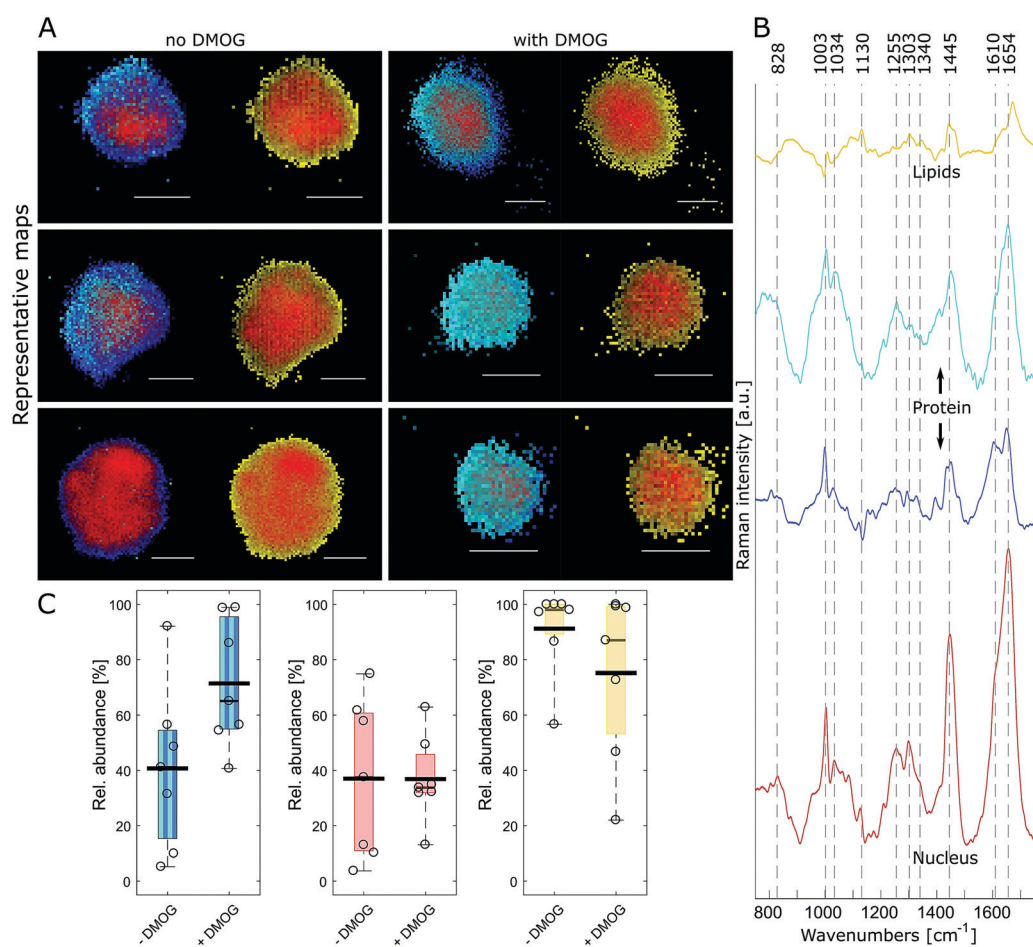 A
no DMOG
with DMOG
Representative maps
B
828
1003
1034
1130
1255
1303
1340
1445
1610
1654
Lipids
Protein
Nucleus
Raman intensity [a.u.]
800 1000 1200 1400 1600
Wavenumbers [cm⁻¹]
C
Rel. abundance [%]
100
80
60
40
20
0
- DMOG
+ DMOG
Rel. abundance [%]
100
80
60
40
20
0
- DMOG
+ DMOG
Rel. abundance [%]
100
80
60
40
20
0
- DMOG
+ DMOG